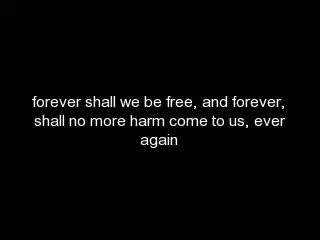 forever shall we be free, and forever,
shall no more harm come to us, ever
again